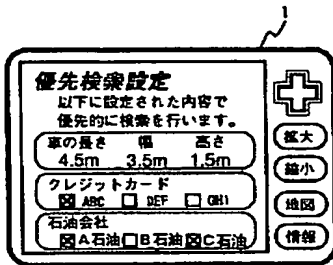 1
優先検索設定
以下に設定された内容で
優先的に検索を行います。
車の長さ 幅 高さ
4.5m 3.5m 1.5m
クレジットカード
☒ ABC ☐ DEF ☐ GHI
石油会社
☒A石油☐B石油☒C石油
拡大
縮小
地図
情報